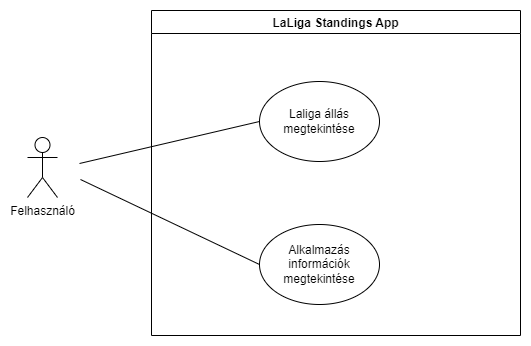 LaLiga Standings App
Laliga állás
megtekintése
Felhasználó
Alkalmazás
információk
megtekintése